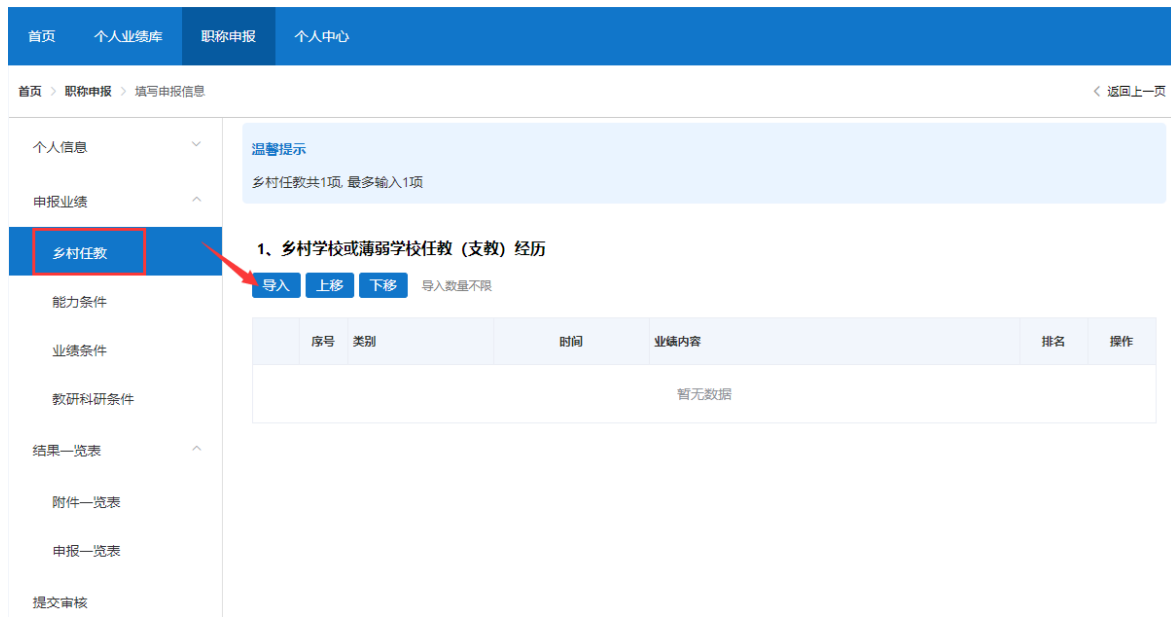 首页 个人业绩库 职称申报 个人中心
首页 > 职称申报 > 填写申报信息 < 返回上一页
个人信息
温馨提示
乡村任教共1项, 最多输入1项
申报业绩
乡村任教
1、乡村学校或薄弱学校任教（支教）经历
导入 上移 下移 导入数量不限
能力条件
序号 类别 时间 业绩内容 排名 操作
业绩条件
暂无数据
教研科研条件
结果一览表
附件一览表
申报一览表
提交审核